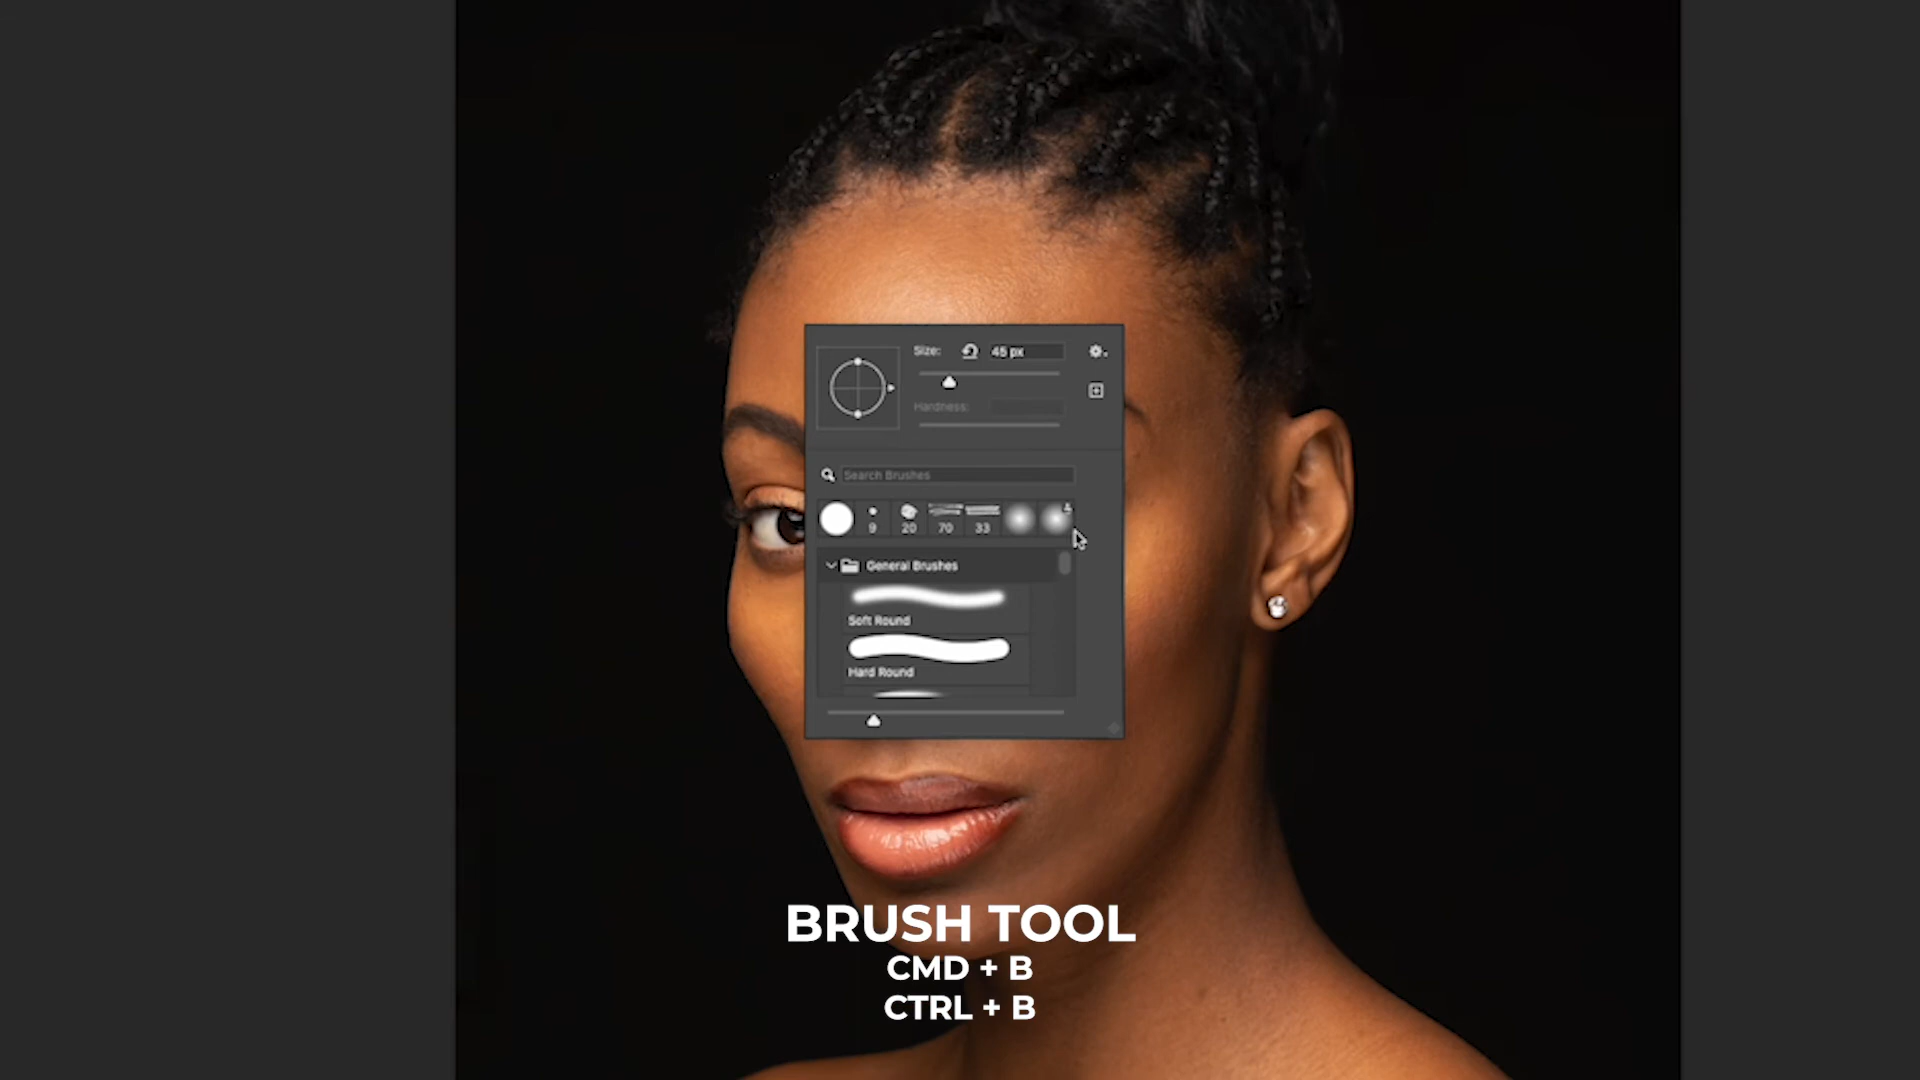 Size: 45 px
Hardness:
Search Brushes
9 20 70 33
General Brushes
Soft Round
Hard Round
BRUSH TOOL
CMD + B
CTRL + B